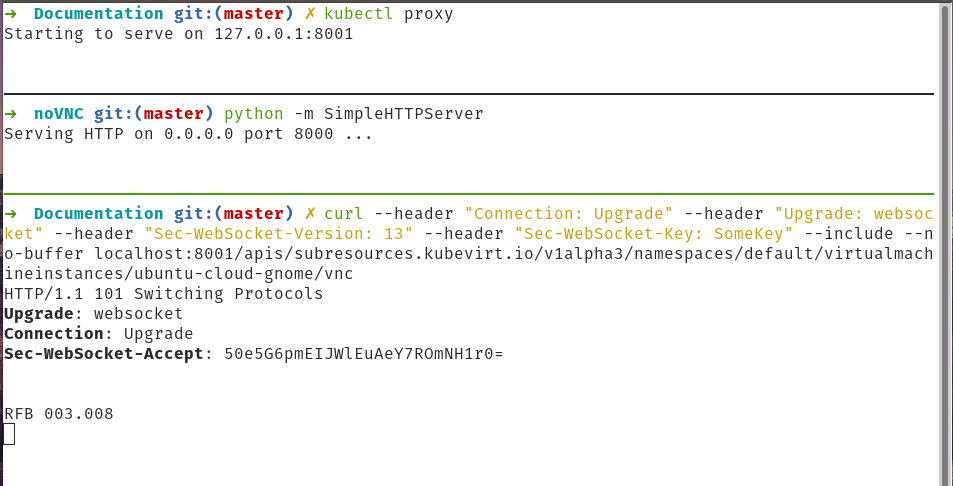 ➜  Documentation git:(master) ✗ kubectl proxy
Starting to serve on 127.0.0.1:8001
➜  noVNC git:(master) python -m SimpleHTTPServer
Serving HTTP on 0.0.0.0 port 8000 ...
➜  Documentation git:(master) ✗ curl --header "Connection: Upgrade" --header "Upgrade: websoc
ket" --header "Sec-WebSocket-Version: 13" --header "Sec-WebSocket-Key: SomeKey" --include --n
o-buffer localhost:8001/apis/subresources.kubevirt.io/v1alpha3/namespaces/default/virtualmach
ineinstances/ubuntu-cloud-gnome/vnc
HTTP/1.1 101 Switching Protocols
Upgrade: websocket
Connection: Upgrade
Sec-WebSocket-Accept: 50e5G6pmEIJWlEuAeY7ROmNH1r0=
RFB 003.008